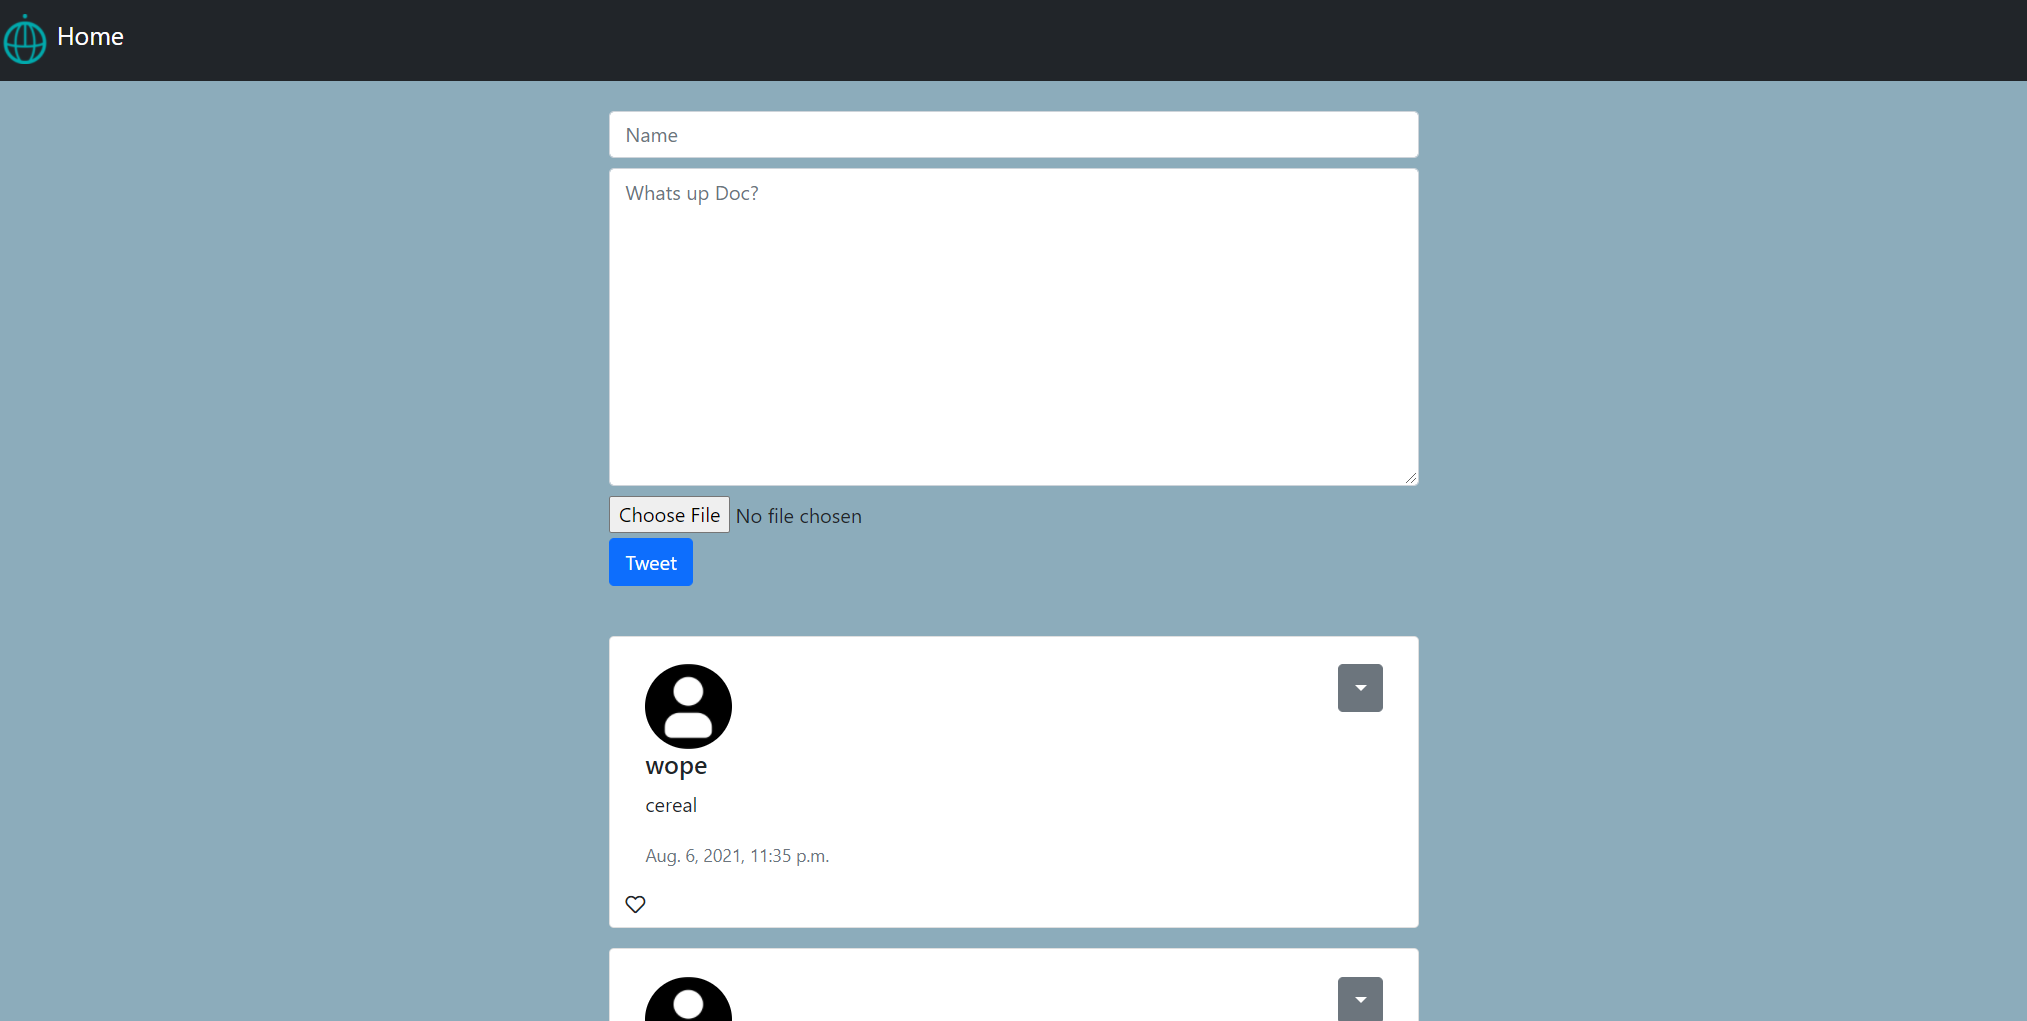 Home
Name
Whats up Doc?
Choose File No file chosen
Tweet
wope
cereal
Aug. 6, 2021, 11:35 p.m.